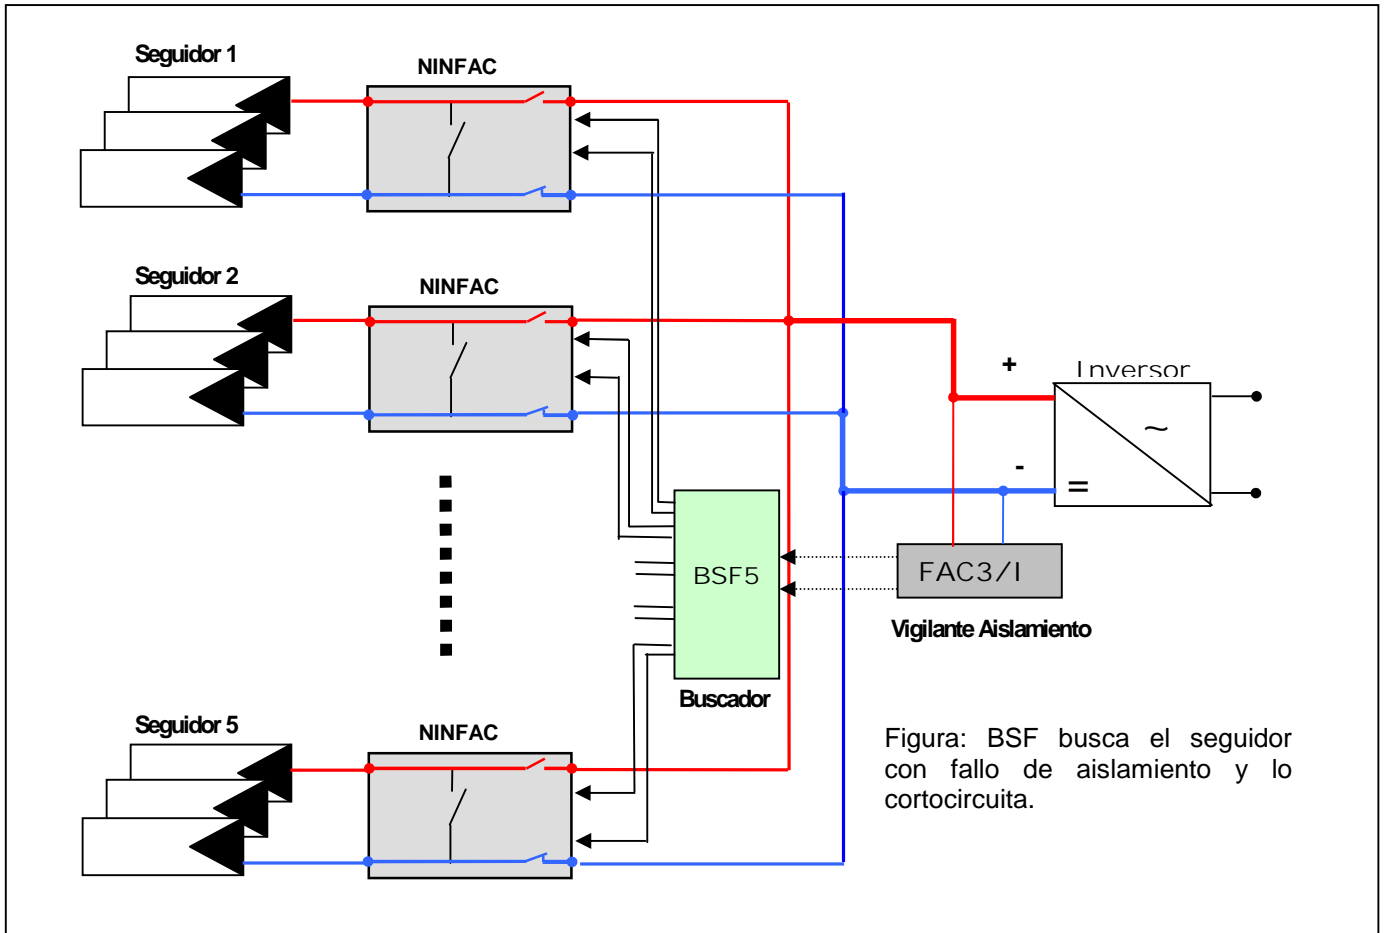 Seguidor 1
NINFAC
Seguidor 2
NINFAC
+
Inversor
~
-
=
BSF5
FAC3/I
Vigilante Aislamiento
Buscador
Seguidor 5
NINFAC
Figura: BSF busca el seguidor
con fallo de aislamiento y lo
cortocircuita.